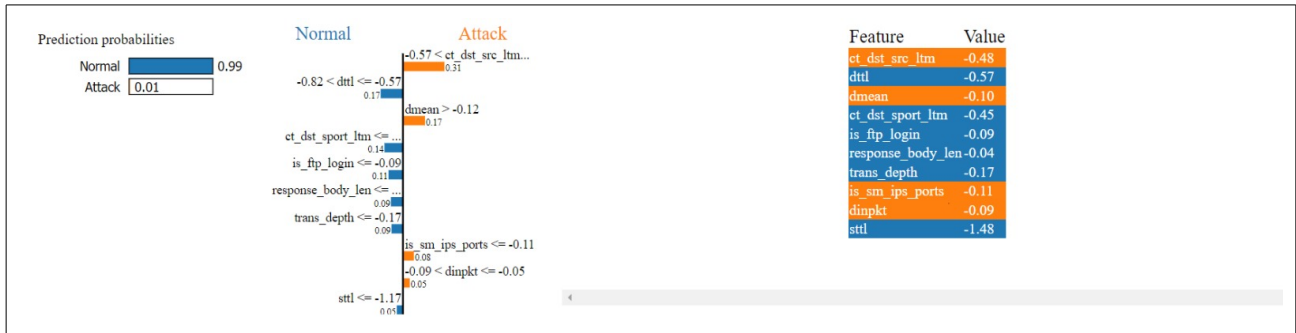 Prediction probabilities
Normal 0.99
Attack 0.01
Normal Attack
-0.57 < ct_dst_src_ltm...
0.31
-0.82 < dttl <= -0.57
0.17
dmean > -0.12
0.17
ct_dst_sport_ltm <= ...
0.14
is_ftp_login <= -0.09
0.11
response_body_len <= ...
0.09
trans_depth <= -0.17
0.09
is_sm_ips_ports <= -0.11
0.08
-0.09 < dinpkt <= -0.05
0.05
sttl <= -1.17
0.05
Feature Value
ct_dst_src_ltm -0.48
dttl -0.57
dmean -0.10
ct_dst_sport_ltm -0.45
is_ftp_login -0.09
response_body_len -0.04
trans_depth -0.17
is_sm_ips_ports -0.11
dinpkt -0.09
sttl -1.48